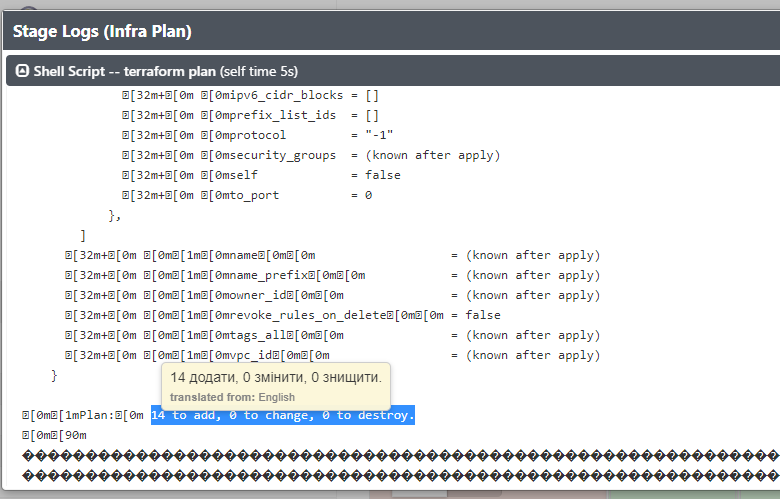 Stage Logs (Infra Plan)
Shell Script -- terraform plan (self time 5s)
[32m+[0m [0mipv6_cidr_blocks = []
[32m+[0m [0mprefix_list_ids = []
[32m+[0m [0mprotocol = "-1"
[32m+[0m [0msecurity_groups = (known after apply)
[32m+[0m [0mself = false
[32m+[0m [0mto_port = 0
},
]
[32m+[0m [0m[1m[0mname[0m[0m = (known after apply)
[32m+[0m [0m[1m[0mname_prefix[0m[0m = (known after apply)
[32m+[0m [0m[1m[0mowner_id[0m[0m = (known after apply)
[32m+[0m [0m[1m[0mrevoke_rules_on_delete[0m[0m = false
[32m+[0m [0m[1m[0mtags_all[0m[0m = (known after apply)
[32m+[0m [0m[1m[0mvpc_id[0m[0m = (known after apply)
}
14 додати, 0 змінити, 0 знищити.
translated from: English
[0m[1mPlan:[0m 14 to add, 0 to change, 0 to destroy.
[0m[90m